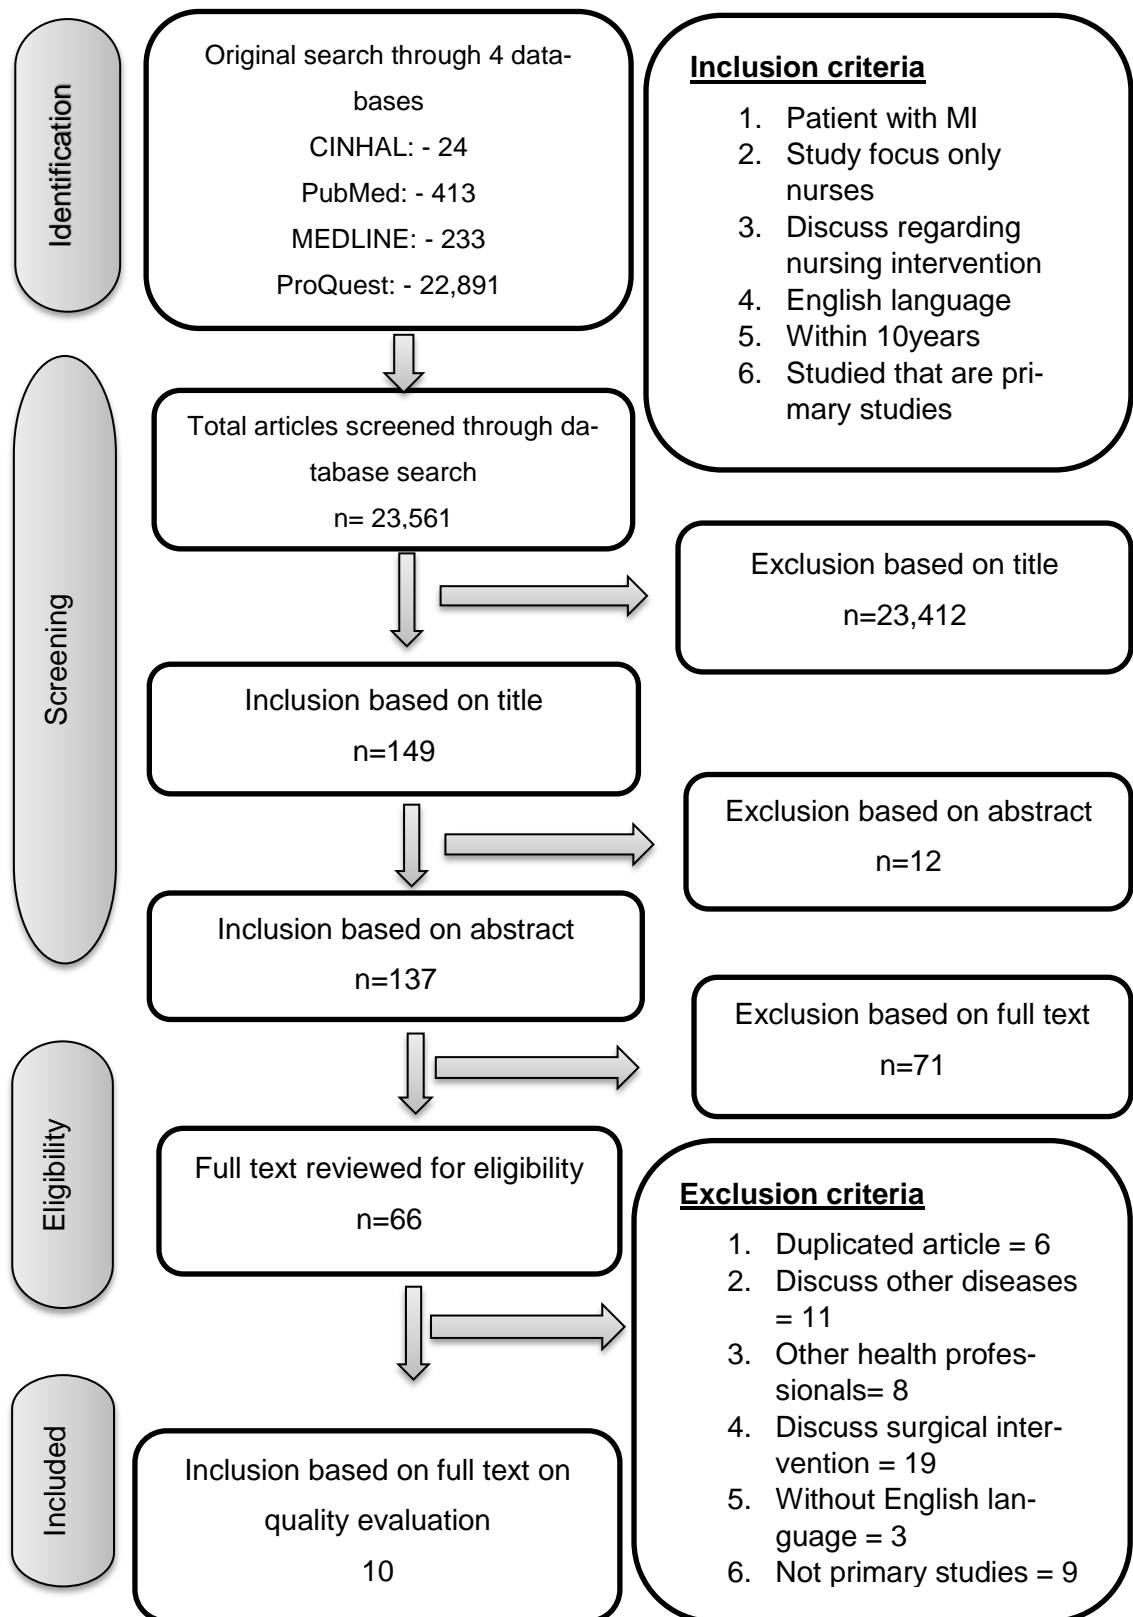 Identification
Original search through 4 data-
bases
CINHAL: - 24
PubMed: - 413
MEDLINE: - 233
ProQuest: - 22,891
Inclusion criteria
1. Patient with MI
2. Study focus only
nurses
3. Discuss regarding
nursing intervention
4. English language
5. Within 10years
6. Studied that are pri-
mary studies
Screening
Total articles screened through da-
tabase search
n= 23,561
Exclusion based on title
n=23,412
Inclusion based on title
n=149
Exclusion based on abstract
n=12
Inclusion based on abstract
n=137
Exclusion based on full text
n=71
Eligibility
Full text reviewed for eligibility
n=66
Exclusion criteria
1. Duplicated article = 6
2. Discuss other diseases
= 11
3. Other health profes-
sionals= 8
4. Discuss surgical inter-
vention = 19
5. Without English lan-
guage = 3
6. Not primary studies = 9
Included
Inclusion based on full text on
quality evaluation
10